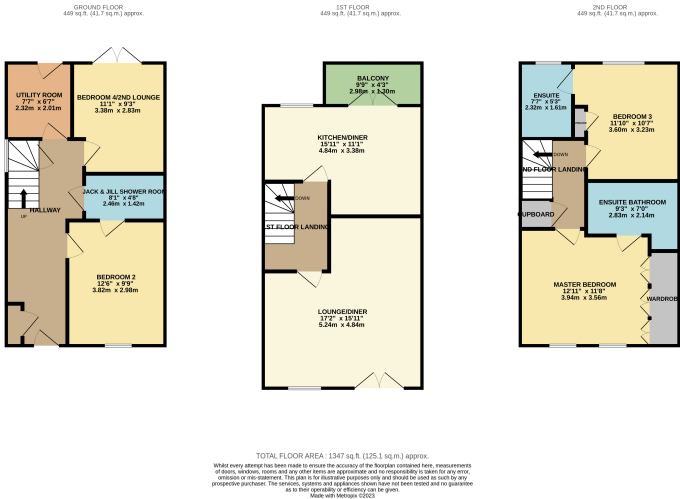 GROUND FLOOR
449 sq.ft. (41.7 sq.m.) approx.
UTILITY ROOM
7'7" x 6'7"
2.32m x 2.01m
BEDROOM 4/2ND LOUNGE
11'1" x 9'3"
3.38m x 2.83m
JACK & JILL SHOWER ROOM
8'1" x 4'8"
2.46m x 1.42m
HALLWAY
UP
BEDROOM 2
12'6" x 9'9"
3.82m x 2.98m
1ST FLOOR
449 sq.ft. (41.7 sq.m.) approx.
BALCONY
9'9" x 4'3"
2.98m x 1.30m
KITCHEN/DINER
15'11" x 11'1"
4.84m x 3.38m
DOWN
ST FLOOR LANDING
LOUNGE/DINER
17'2" x 15'11"
5.24m x 4.84m
2ND FLOOR
449 sq.ft. (41.7 sq.m.) approx.
ENSUITE
7'7" x 5'3"
2.32m x 1.61m
BEDROOM 3
11'10" x 10'7"
3.60m x 3.23m
DOWN
ND FLOOR LANDING
CUPBOARD
ENSUITE BATHROOM
9'3" x 7'0"
2.83m x 2.14m
MASTER BEDROOM
12'11" x 11'8"
3.94m x 3.56m
WARDROB
TOTAL FLOOR AREA : 1347 sq.ft. (125.1 sq.m.) approx.
Whilst every attempt has been made to ensure the accuracy of the floorplan contained here, measurements
of doors, windows, rooms and any other items are approximate and no responsibility is taken for any error,
omission or mis-statement. This plan is for illustrative purposes only and should be used as such by any
prospective purchaser. The services, systems and appliances shown have not been tested and no guarantee
as to their operability or efficiency can be given.
Made with Metropix ©2023